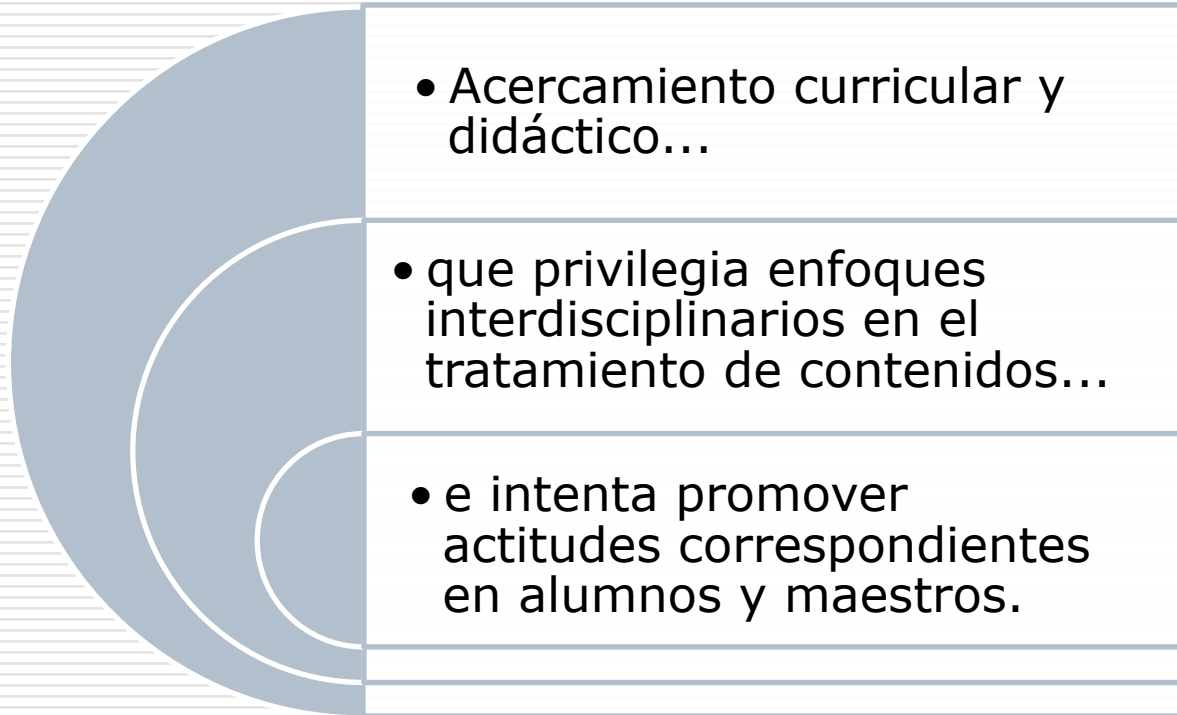 • Acercamiento curricular y
didáctico...
• que privilegia enfoques
interdisciplinarios en el
tratamiento de contenidos...
• e intenta promover
actitudes correspondientes
en alumnos y maestros.